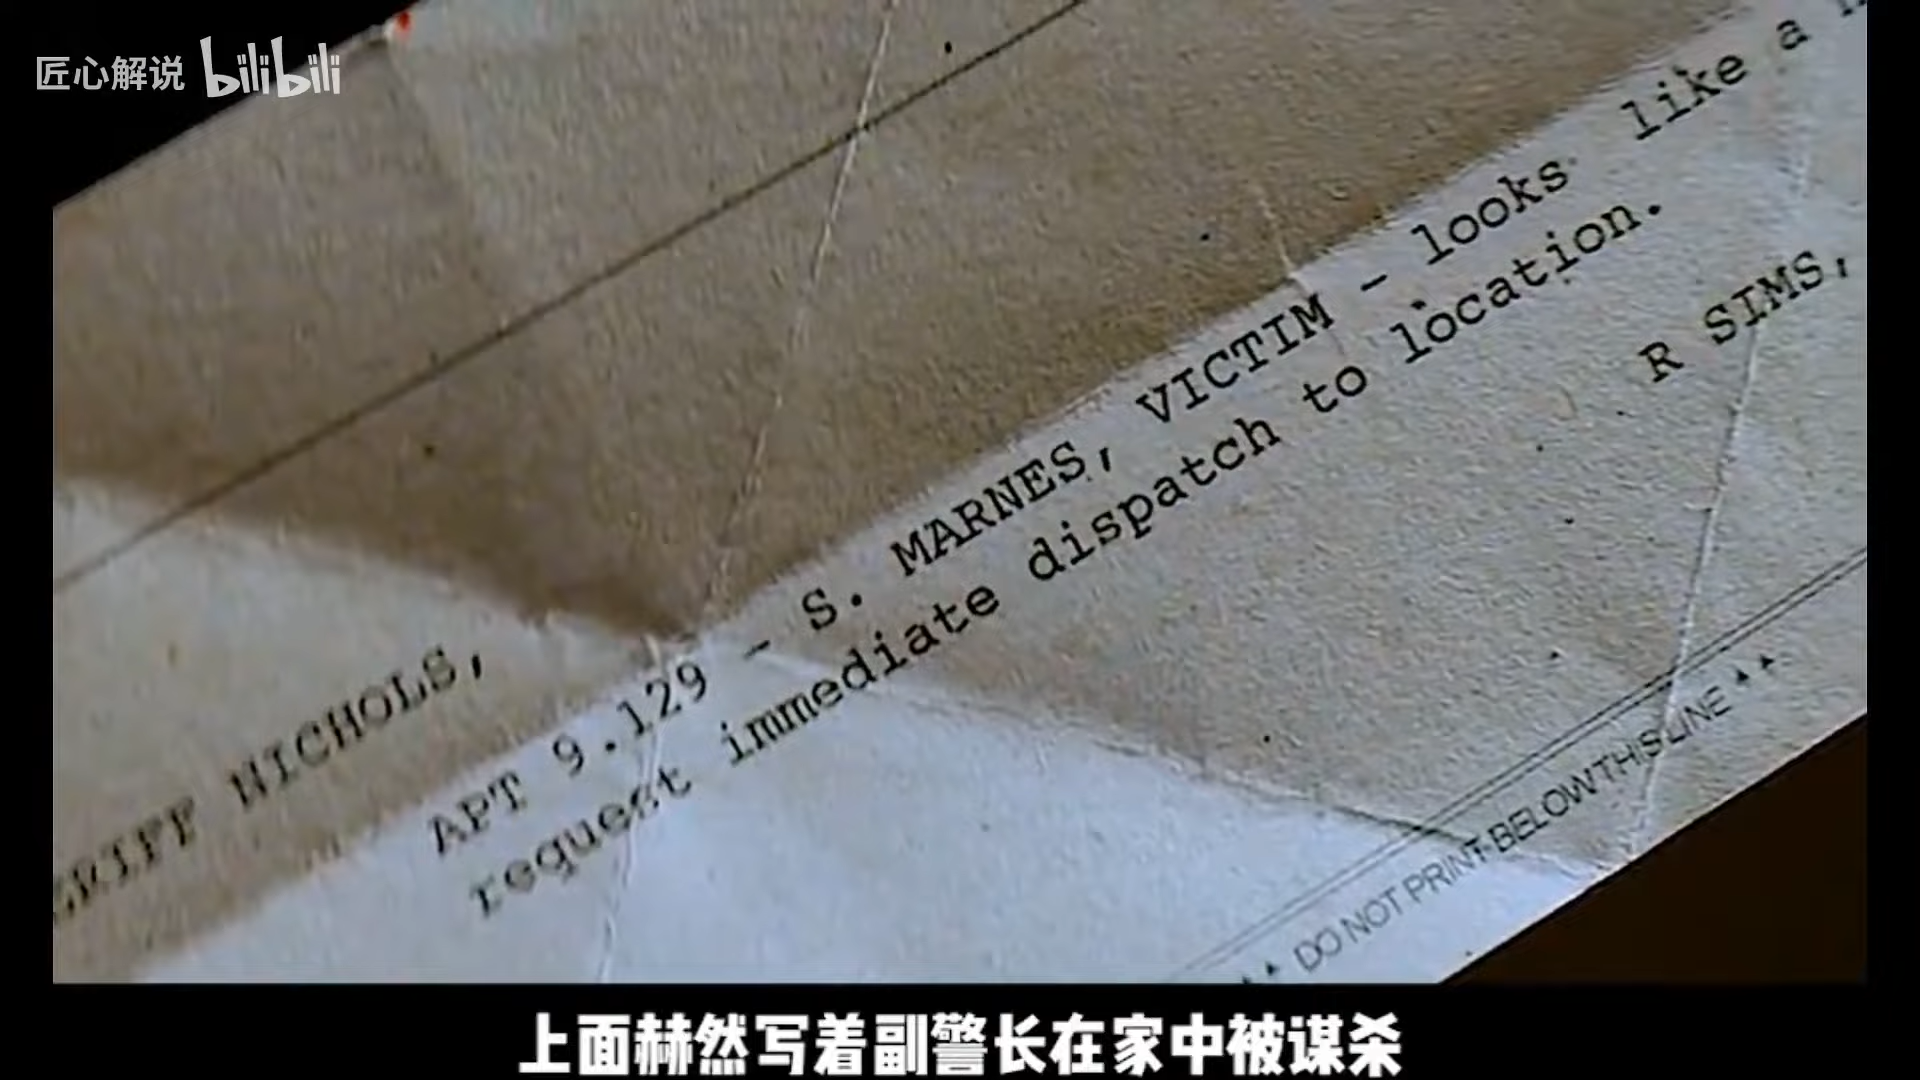 匠心解说 bilibili
ERIFF NICHOLS,
APT 9.129 - S. MARNES, VICTIM - looks like a
request immediate dispatch to location.
R SIMS,
▲▲ DO NOT PRINT BELOW THIS LINE ▲▲
上面赫然写着副警长在家中被谋杀